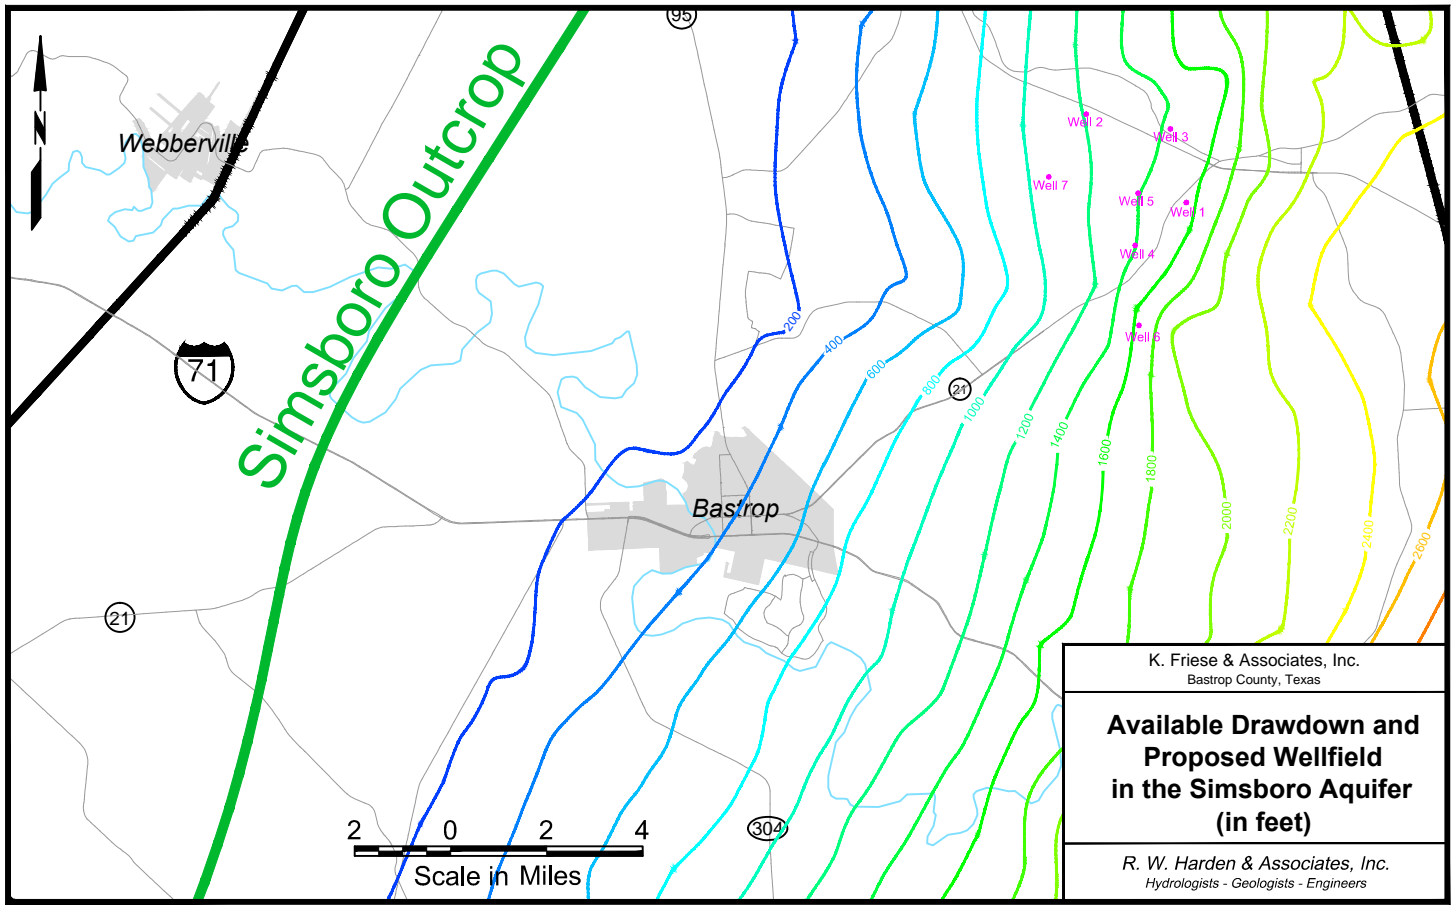 95
N
Webberville
Simsboro Outcrop
Well 2
Well 3
Well 7
Well 5
Well 1
Well 4
Well 6
71
200
400
600
800
21
1000
1200
1400
1600
1800
2000
2200
2400
2600
Bastrop
21
304
2 0 2 4
Scale in Miles
K. Friese & Associates, Inc.
Bastrop County, Texas
Available Drawdown and
Proposed Wellfield
in the Simsboro Aquifer
(in feet)
R. W. Harden & Associates, Inc.
Hydrologists - Geologists - Engineers